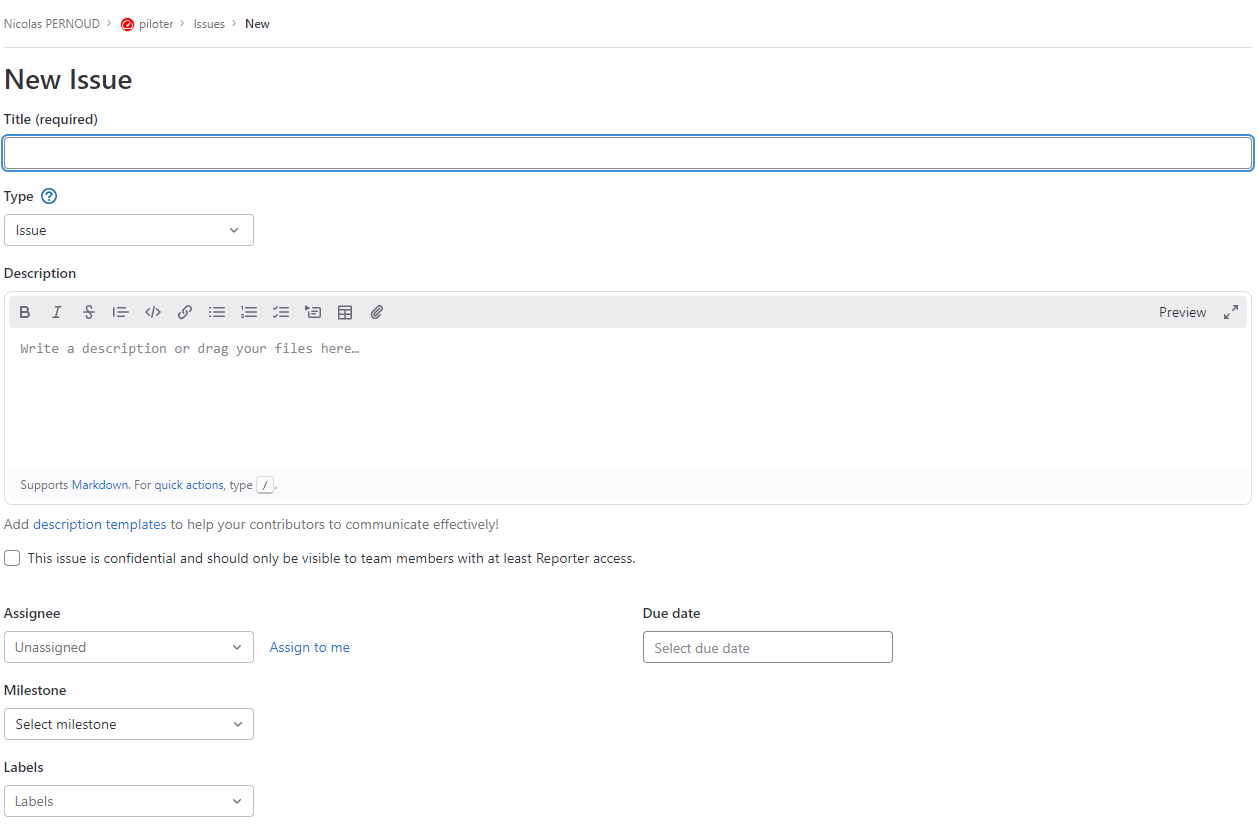 Nicolas PERNOUD > piloter > Issues > New
New Issue
Title (required)
Type ?
Issue
Description
B I S </> Preview
Write a description or drag your files here…
Supports Markdown. For quick actions, type /.
Add description templates to help your contributors to communicate effectively!
This issue is confidential and should only be visible to team members with at least Reporter access.
Assignee Due date
Unassigned Assign to me Select due date
Milestone
Select milestone
Labels
Labels